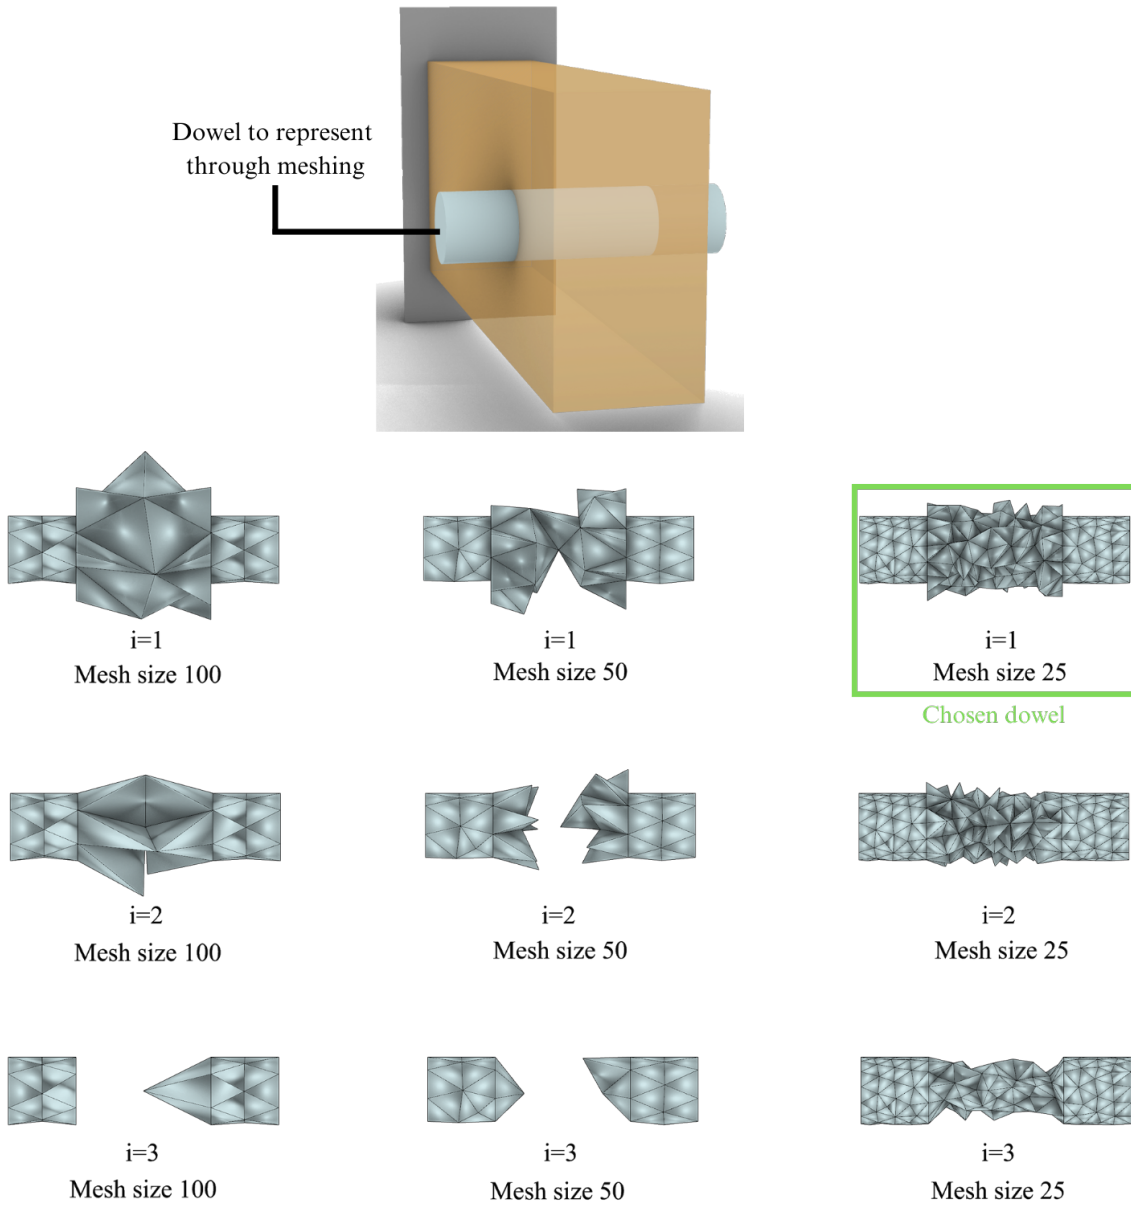 Dowel to represent
through meshing
i=1
Mesh size 100
i=1
Mesh size 50
i=1
Mesh size 25
Chosen dowel
i=2
Mesh size 100
i=2
Mesh size 50
i=2
Mesh size 25
i=3
Mesh size 100
i=3
Mesh size 50
i=3
Mesh size 25